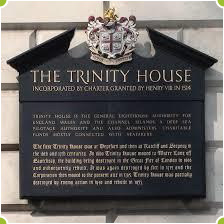 THE TRINITY HOUSE
INCORPORATED BY CHARTER GRANTED BY HENRY VIII IN 1514
TRINITY HOUSE IS THE GENERAL LIGHTHOUSE AUTHORITY FOR
ENGLAND WALES AND THE CHANNEL ISLANDS, A DEEP SEA
PILOTAGE AUTHORITY AND ALSO ADMINISTERS CHARITABLE
FUNDS MOSTLY CONNECTED WITH SEAFARERS
The first Trinity House was at Deptford then at Ratcliff and Stepney in
the 16th and 17th centuries. In 1660 Trinity House moved to Water Lane off
the building being destroyed in the Great Fire of London in 1666
and subsequently rebuilt. It was again destroyed by fire in 1715 and the
Corporation then moved to the present site in 1795. Trinity House was partially
destroyed by enemy action in 1940 and rebuilt in 1953.